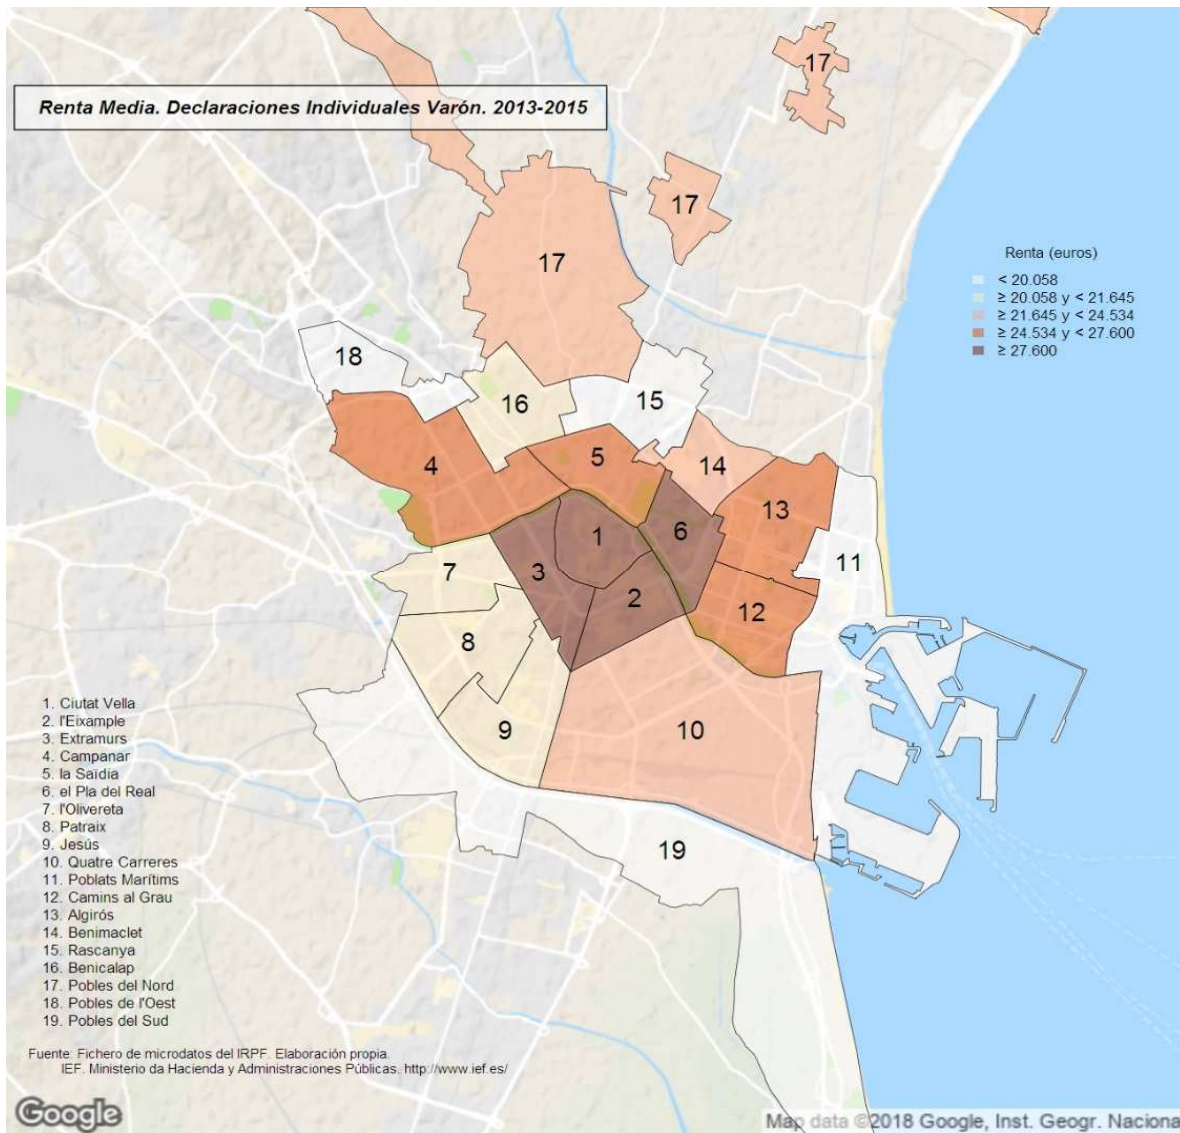 17
Renta Media. Declaraciones Individuales Varón. 2013-2015
17
17
Renta (euros)
< 20.058
≥ 20.058 y < 21.645
≥ 21.645 y < 24.534
≥ 24.534 y < 27.600
≥ 27.600
18
16
15
4
5
14
13
6
1
11
3
7
2
12
8
9
10
19
1. Ciutat Vella
2. l'Eixample
3. Extramurs
4. Campanar
5. la Saïdia
6. el Pla del Real
7. l'Olivereta
8. Patraix
9. Jesús
10. Quatre Carreres
11. Poblats Marítims
12. Camins al Grau
13. Algirós
14. Benimaclet
15. Rascanya
16. Benicalap
17. Pobles del Nord
18. Pobles de l'Oest
19. Pobles del Sud
Fuente: Fichero de microdatos del IRPF. Elaboración propia.
IEF. Ministerio da Hacienda y Administraciones Públicas. http://www.ief.es/
Google
Map data ©2018 Google, Inst. Geogr. Naciona